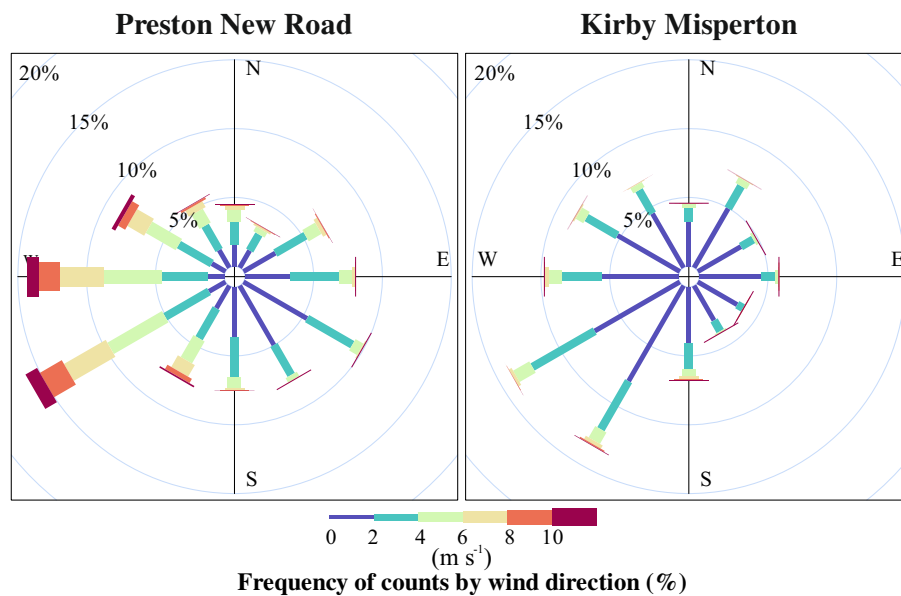 Preston New Road
Kirby Misperton
20%
N
15%
10%
5%
W
E
S
20%
N
15%
10%
5%
W
E
S
0 2 4 6 8 10
(m s⁻¹)
Frequency of counts by wind direction (%)